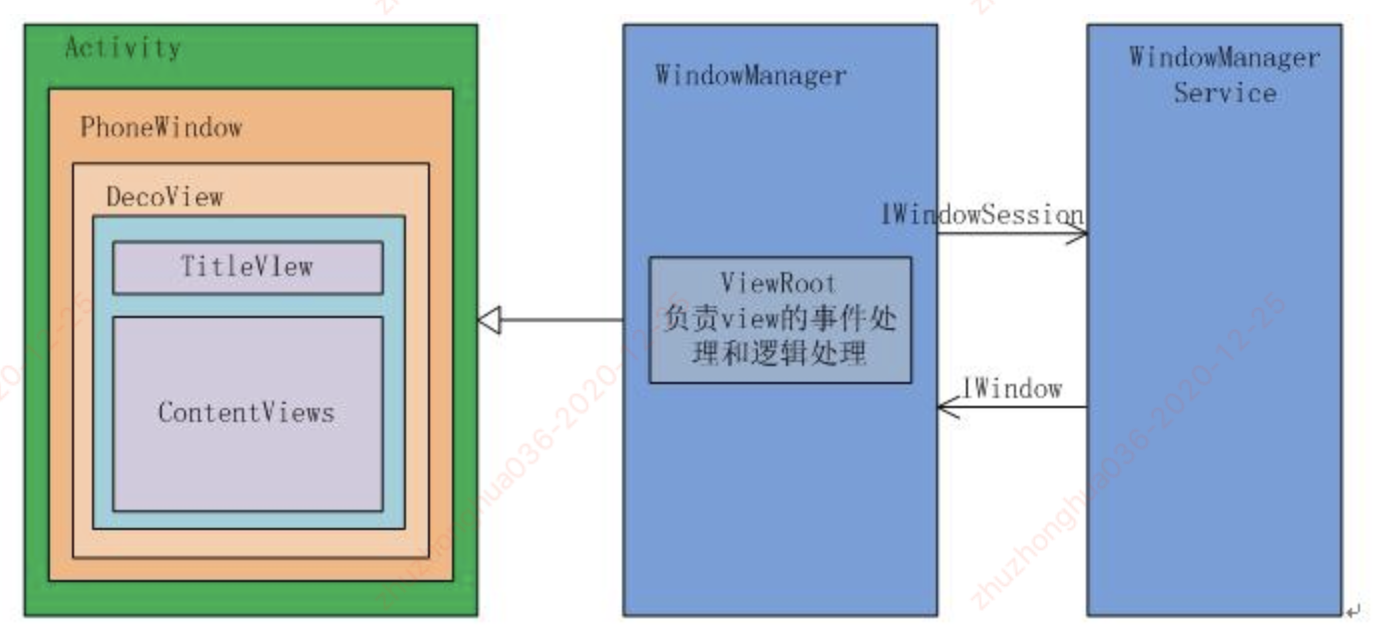 Activity
PhoneWindow
DecoView
TitleVIew
ContentViews
WindowManager
ViewRoot
负责view的事件处
理和逻辑处理
IWindowSession
IWindow
WindowManager
Service
zhuzhonghua036-2020-12-25